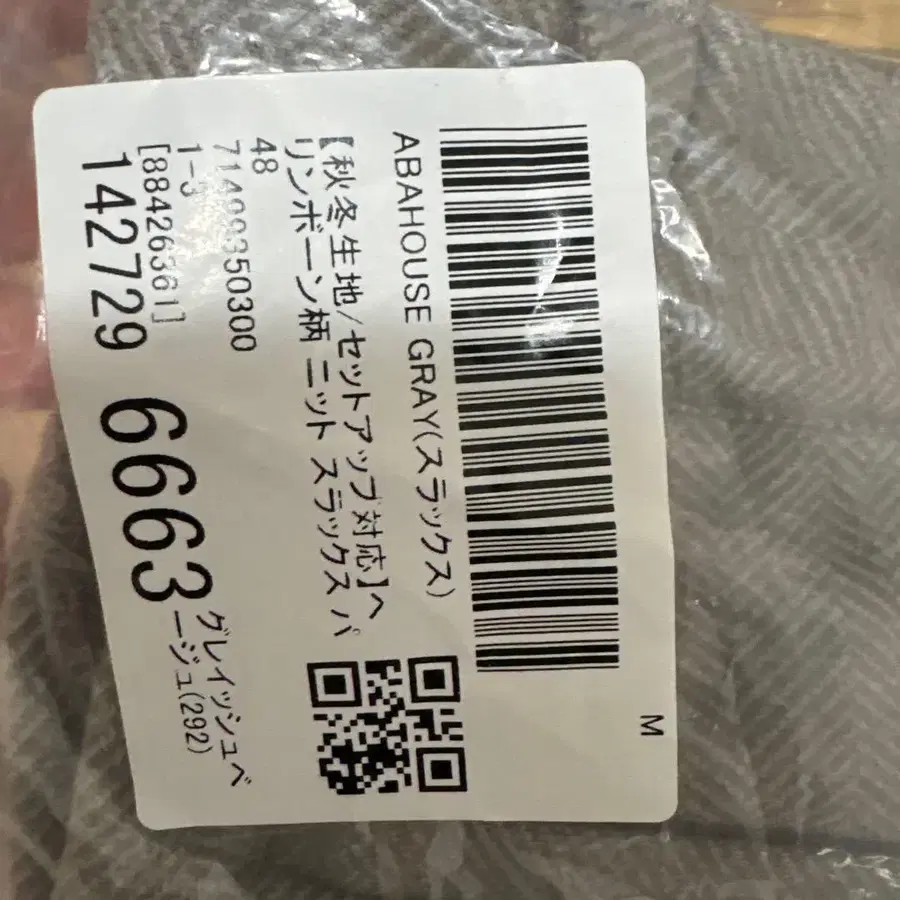 M
ABAHOUSE GRAY(スラックス)
【秋冬生地/セットアップ対応】ヘ
リンボーン柄 ニット スラックス パ
48
71400350300
1-3
[88426361]
グレイッシュベ
ージュ(292)
142729 6663